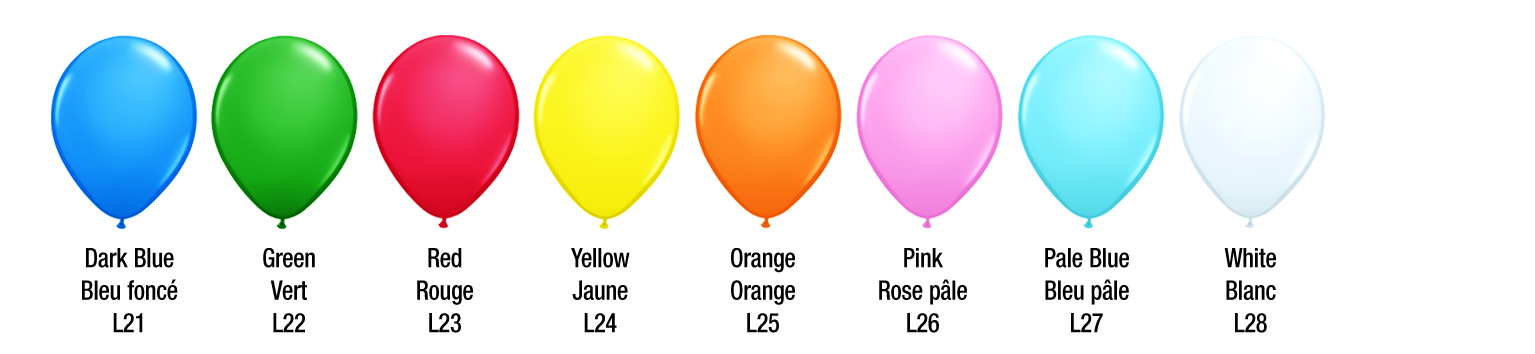 Dark Blue
Bleu foncé
L21
Green
Vert
L22
Red
Rouge
L23
Yellow
Jaune
L24
Orange
Orange
L25
Pink
Rose pâle
L26
Pale Blue
Bleu pâle
L27
White
Blanc
L28